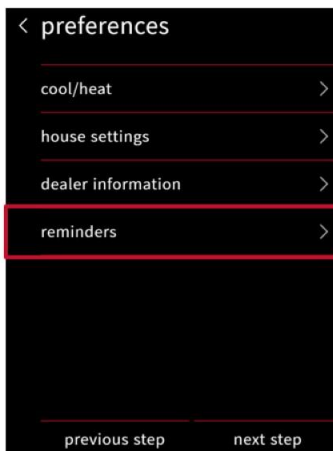 preferences
cool/heat
house settings
dealer information
reminders
previous step next step